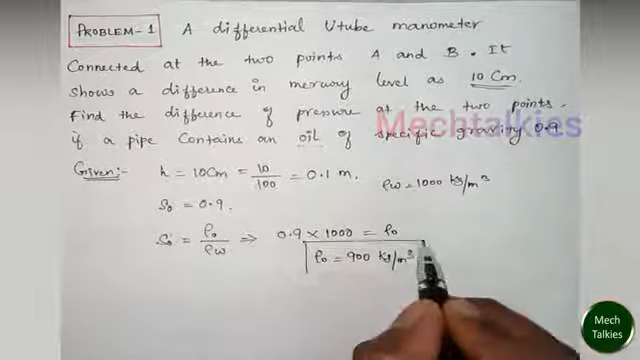 PROBLEM-1 A differential Utube manometer
Connected at the two points A and B. It
shows a difference in mercury level as 10 Cm.
Find the difference of pressure at the two points.
if a pipe Contains an oil of specific gravity 0.9
Mechtalkies
Given:- h = 10 Cm = 10/100 = 0.1 m. ρw = 1000 kg/m³
So = 0.9.
So = ρo/ρw ⇒ 0.9 × 1000 = ρo
ρo = 900 kg/m³
Mech
Talkies